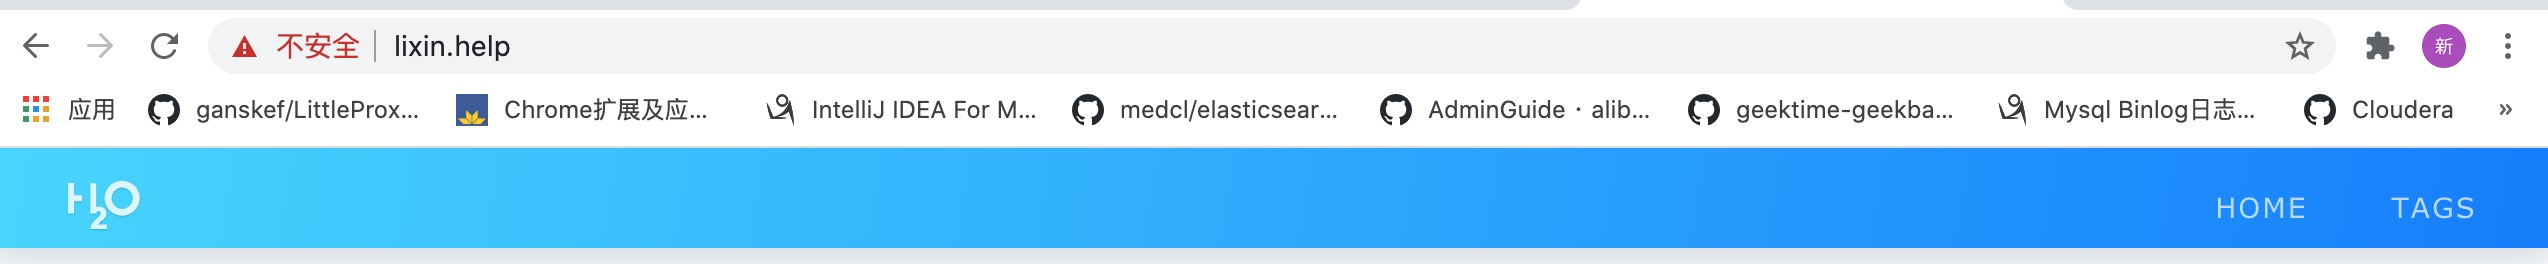 不安全 lixin.help 新
应用 ganskef/LittleProx... Chrome扩展及应... IntelliJ IDEA For M... medcl/elasticsear... AdminGuide · alib... geektime-geekba... Mysql Binlog日志... Cloudera »
H2O HOME TAGS